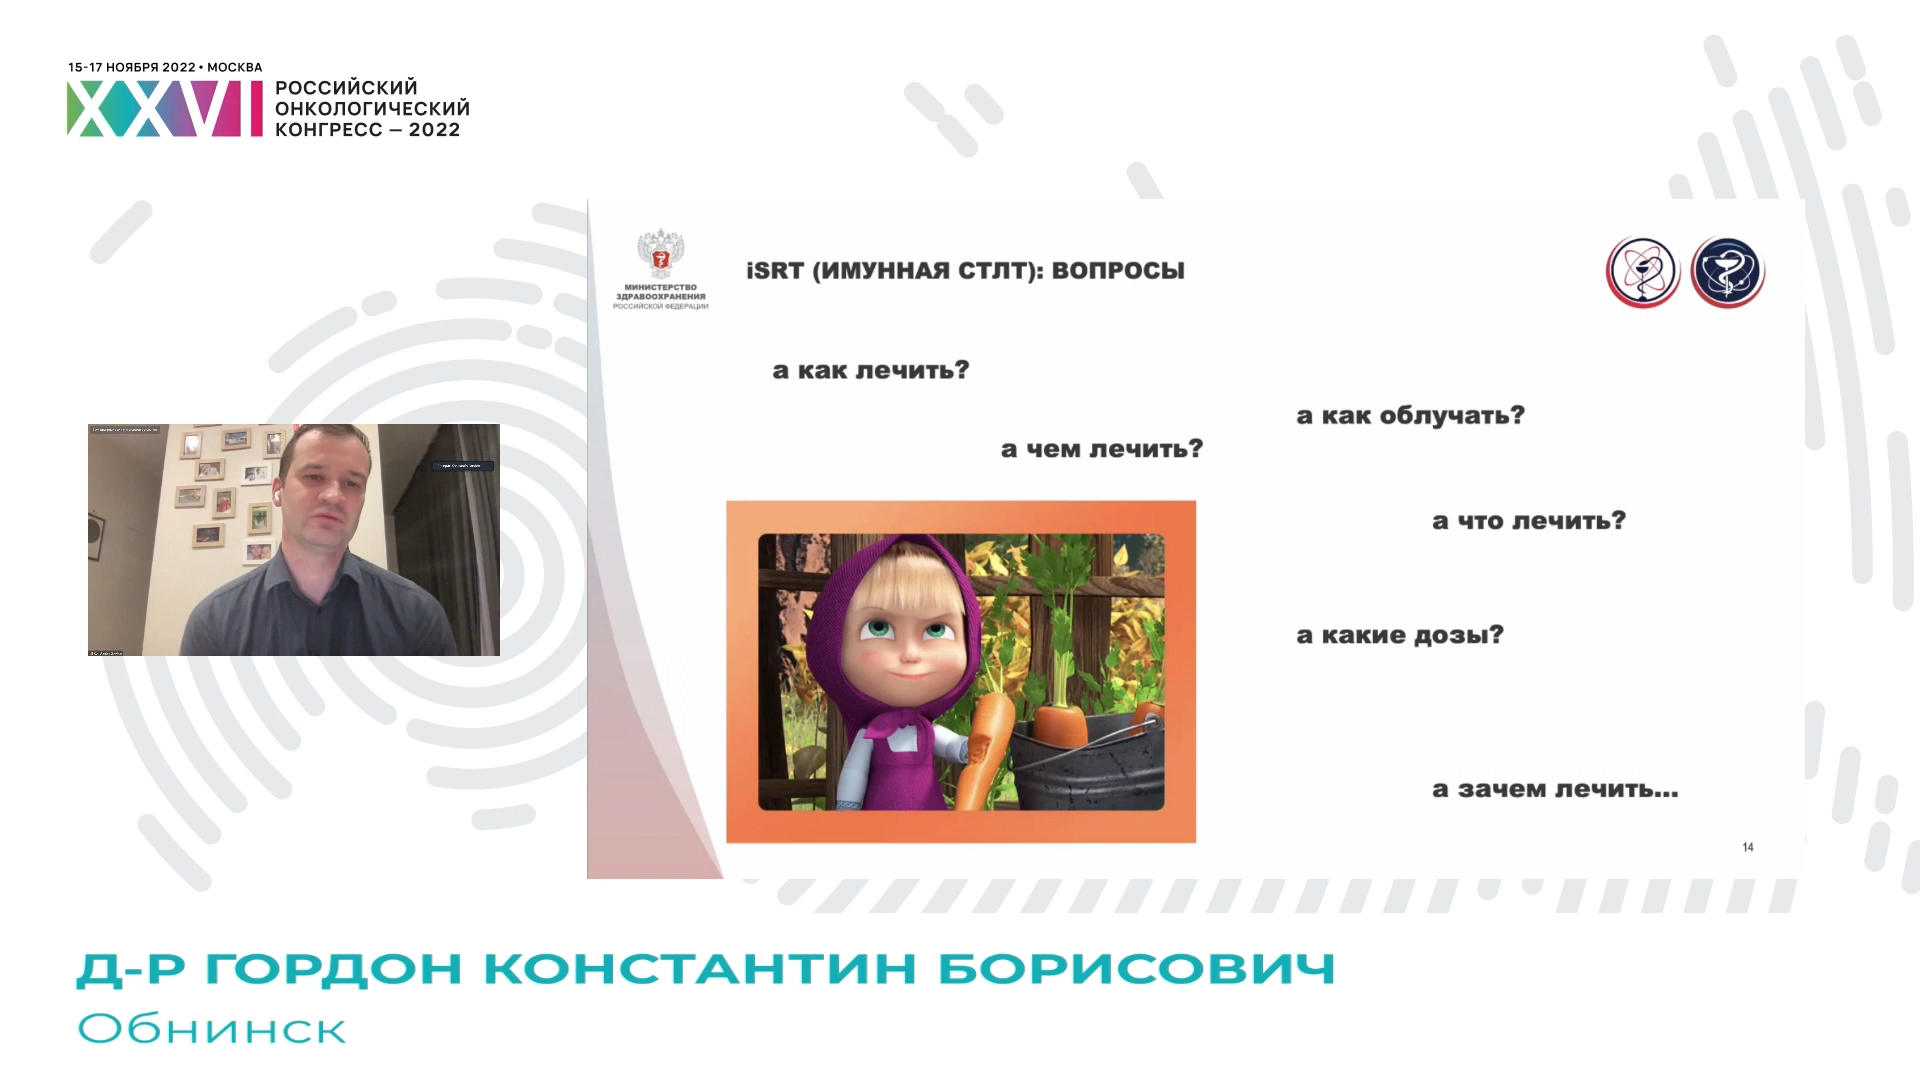 15-17 НОЯБРЯ 2022 • МОСКВА
XXVI
РОССИЙСКИЙ
ОНКОЛОГИЧЕСКИЙ
КОНГРЕСС – 2022
МИНИСТЕРСТВО
ЗДРАВООХРАНЕНИЯ
РОССИЙСКОЙ ФЕДЕРАЦИИ
iSRT (ИМУННАЯ СТЛТ): ВОПРОСЫ
а как лечить?
а как облучать?
а чем лечить?
а что лечить?
а какие дозы?
а зачем лечить...
14
Д-Р ГОРДОН КОНСТАНТИН БОРИСОВИЧ
Обнинск